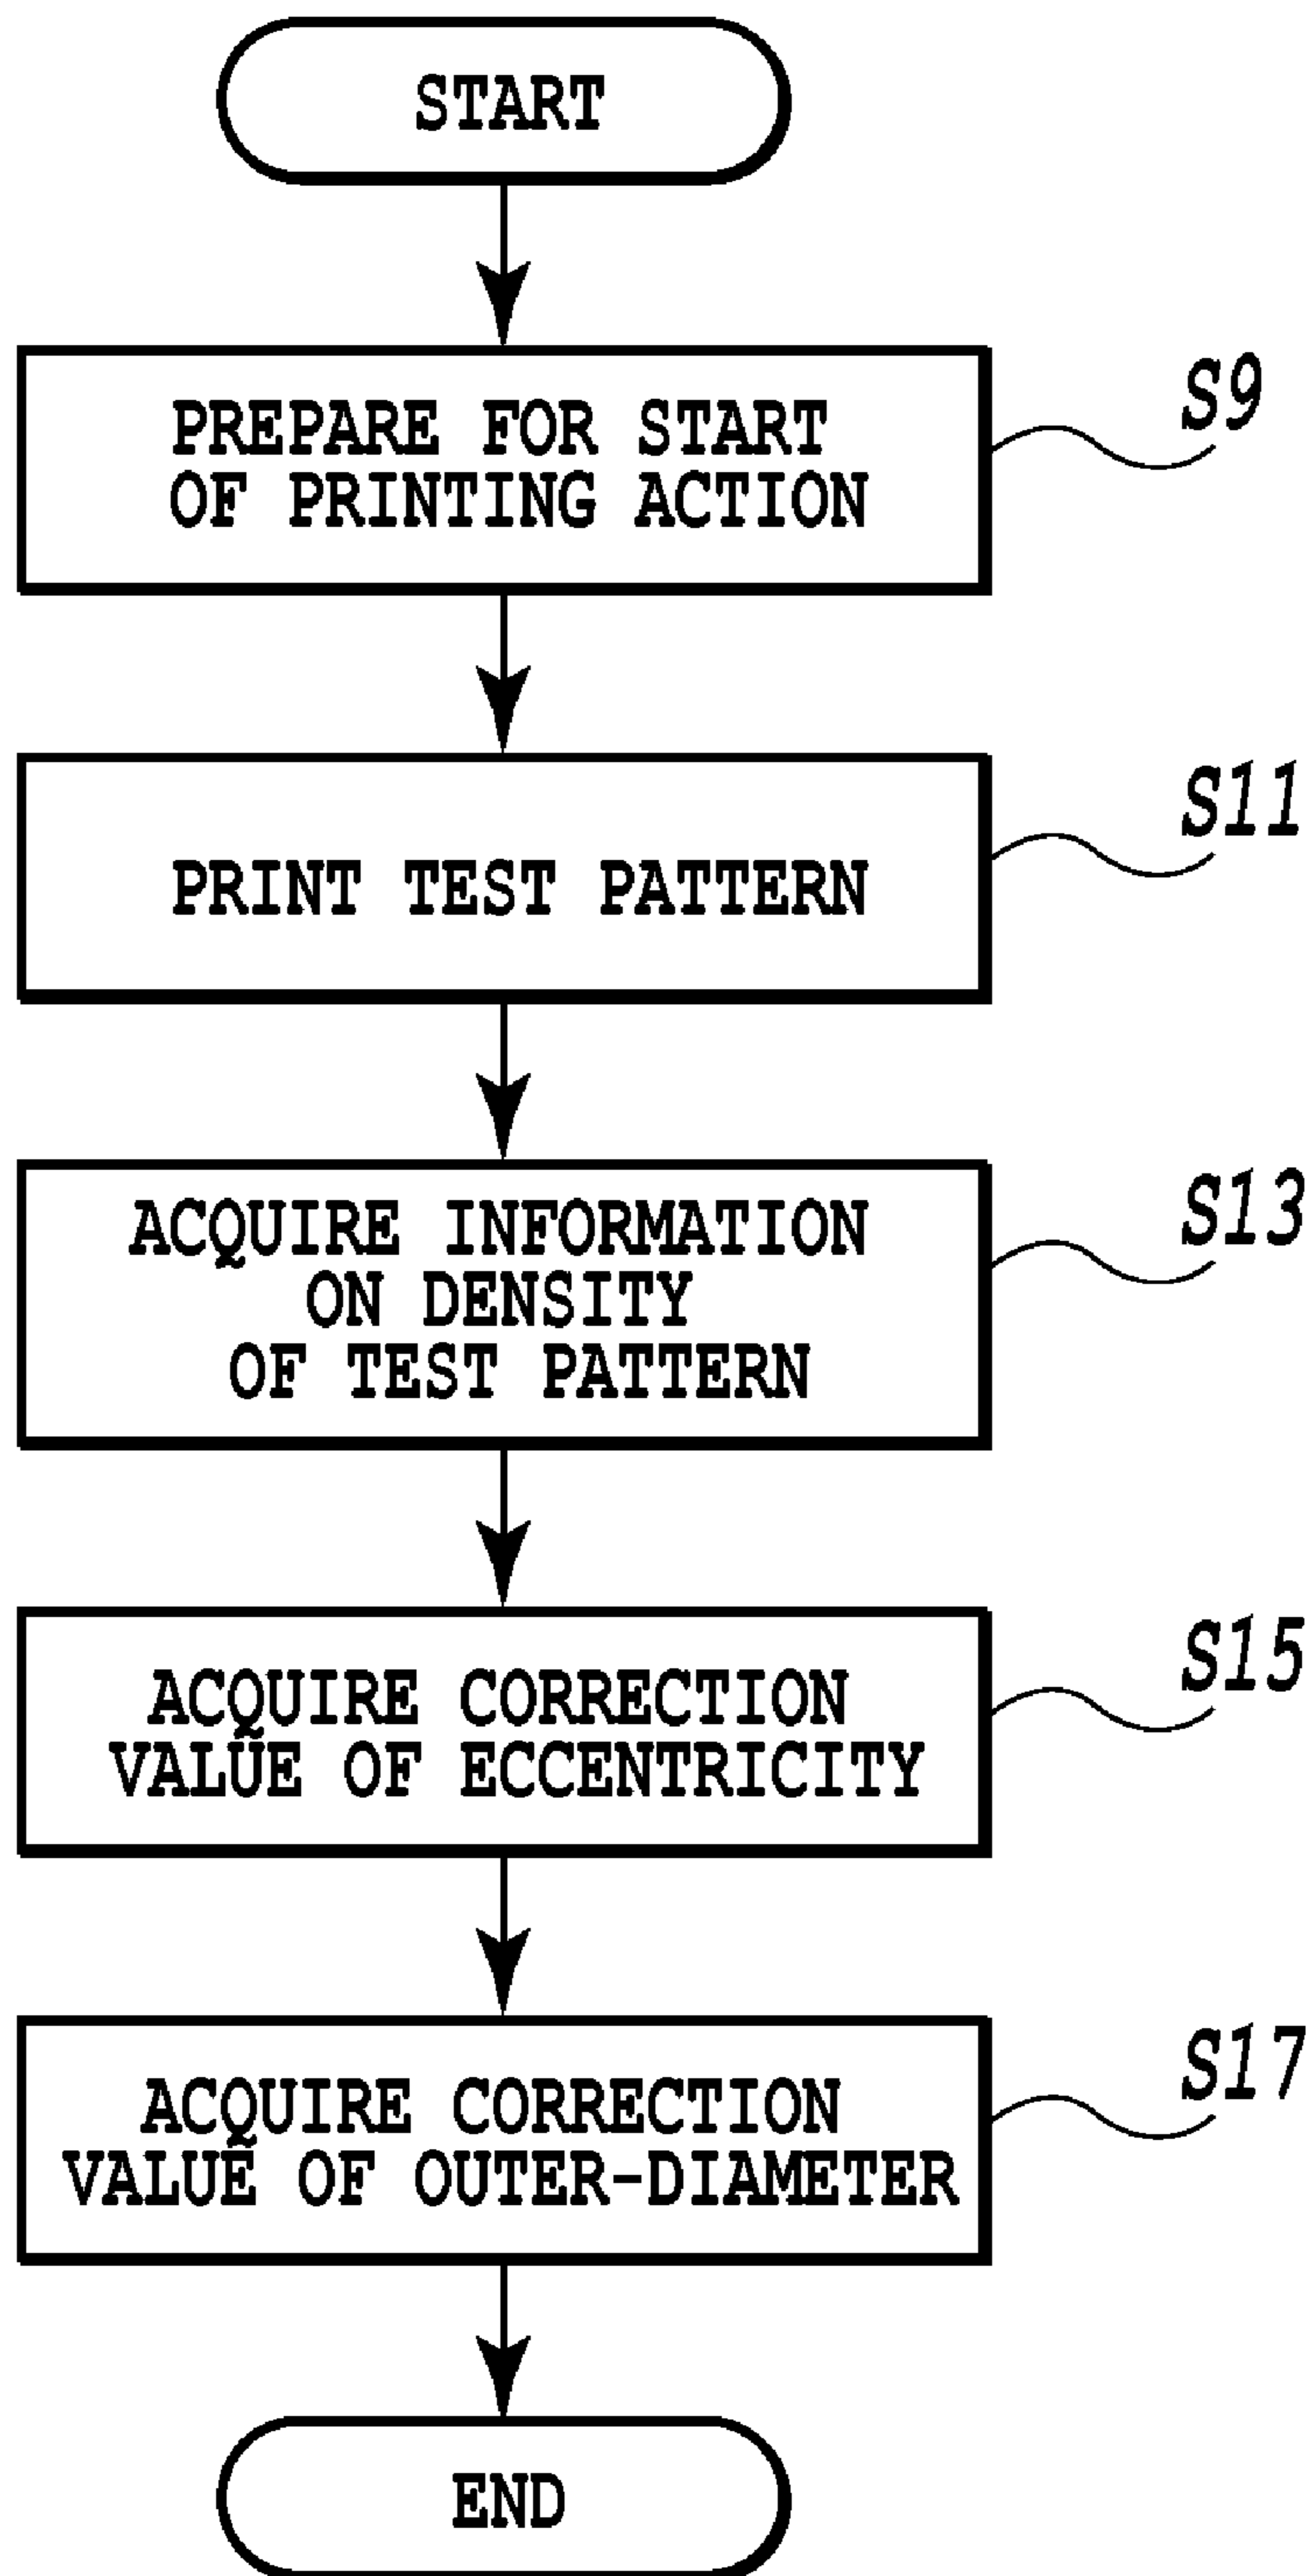 START
PREPARE FOR START
OF PRINTING ACTION
S9
PRINT TEST PATTERN
S11
ACQUIRE INFORMATION
ON DENSITY
OF TEST PATTERN
S13
ACQUIRE CORRECTION
VALUE OF ECCENTRICITY
S15
ACQUIRE CORRECTION
VALUE OF OUTER-DIAMETER
S17
END